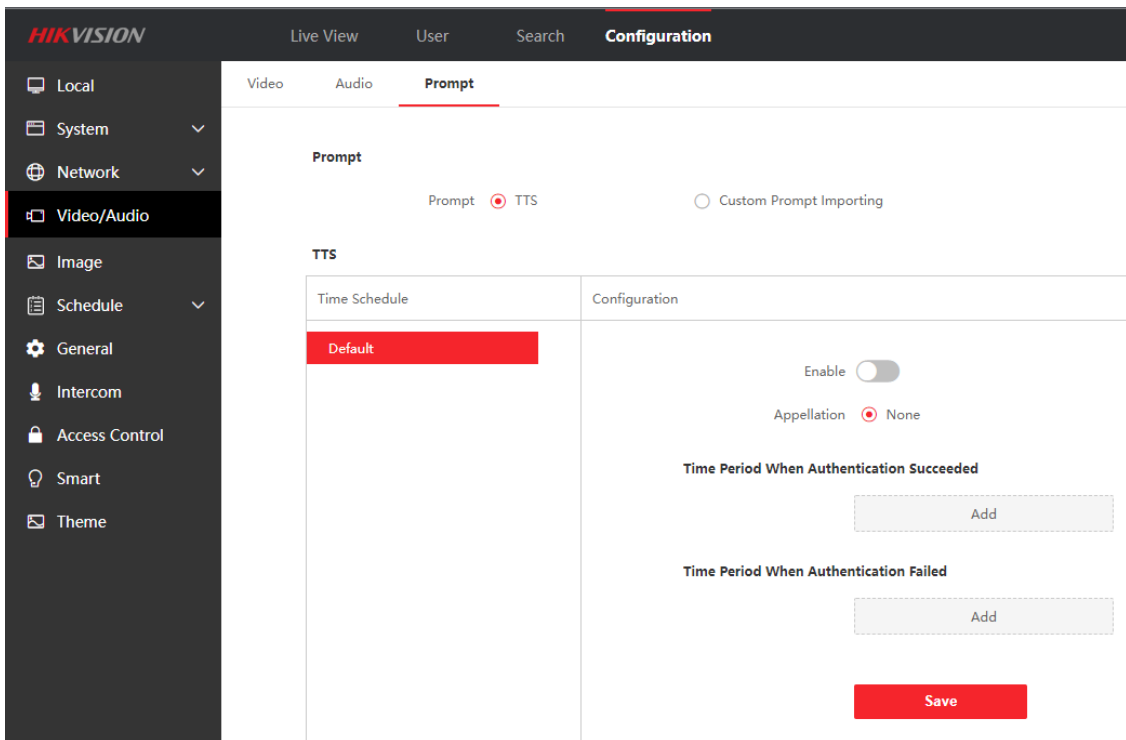 HIKVISION Live View User Search Configuration
Local
System
Network
Video/Audio
Image
Schedule
General
Intercom
Access Control
Smart
Theme
Video Audio Prompt
Prompt
Prompt TTS Custom Prompt Importing
TTS
Time Schedule Configuration
Default
Enable
Appellation None
Time Period When Authentication Succeeded
Add
Time Period When Authentication Failed
Add
Save